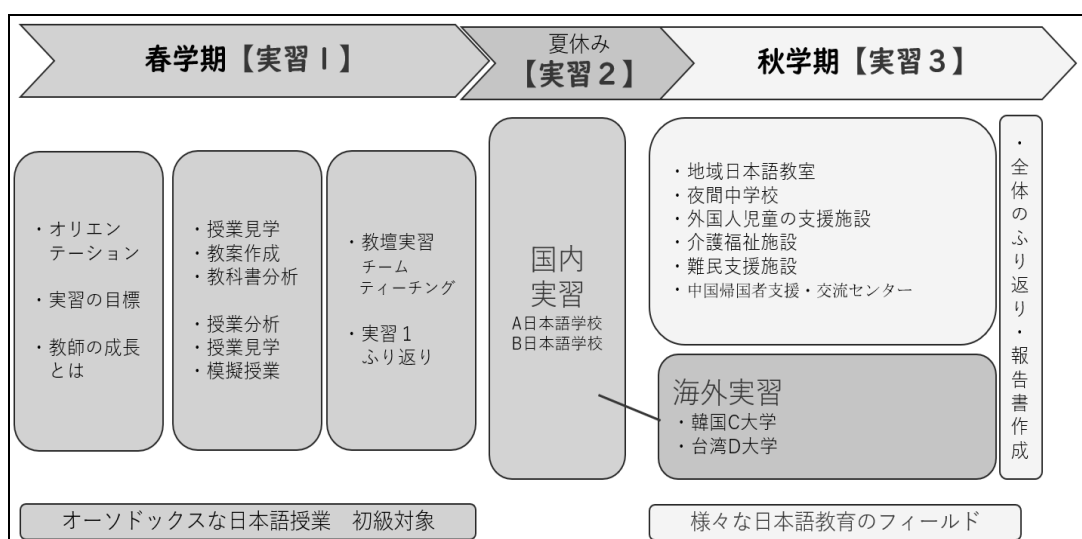 春学期【実習１】
夏休み
【実習２】
秋学期【実習３】
・オリエン
テーション
・実習の目標
・教師の成長
とは
・授業見学
・教案作成
・教科書分析
・授業分析
・授業見学
・模擬授業
・教壇実習
チーム
ティーチング
・実習１
ふり返り
国内
実習
A日本語学校
B日本語学校
・地域日本語教室
・夜間中学校
・外国人児童の支援施設
・介護福祉施設
・難民支援施設
・中国帰国者支援・交流センター
海外実習
・韓国C大学
・台湾D大学
・全体のふり返り・報告書作成
オーソドックスな日本語授業　初級対象
様々な日本語教育のフィールド